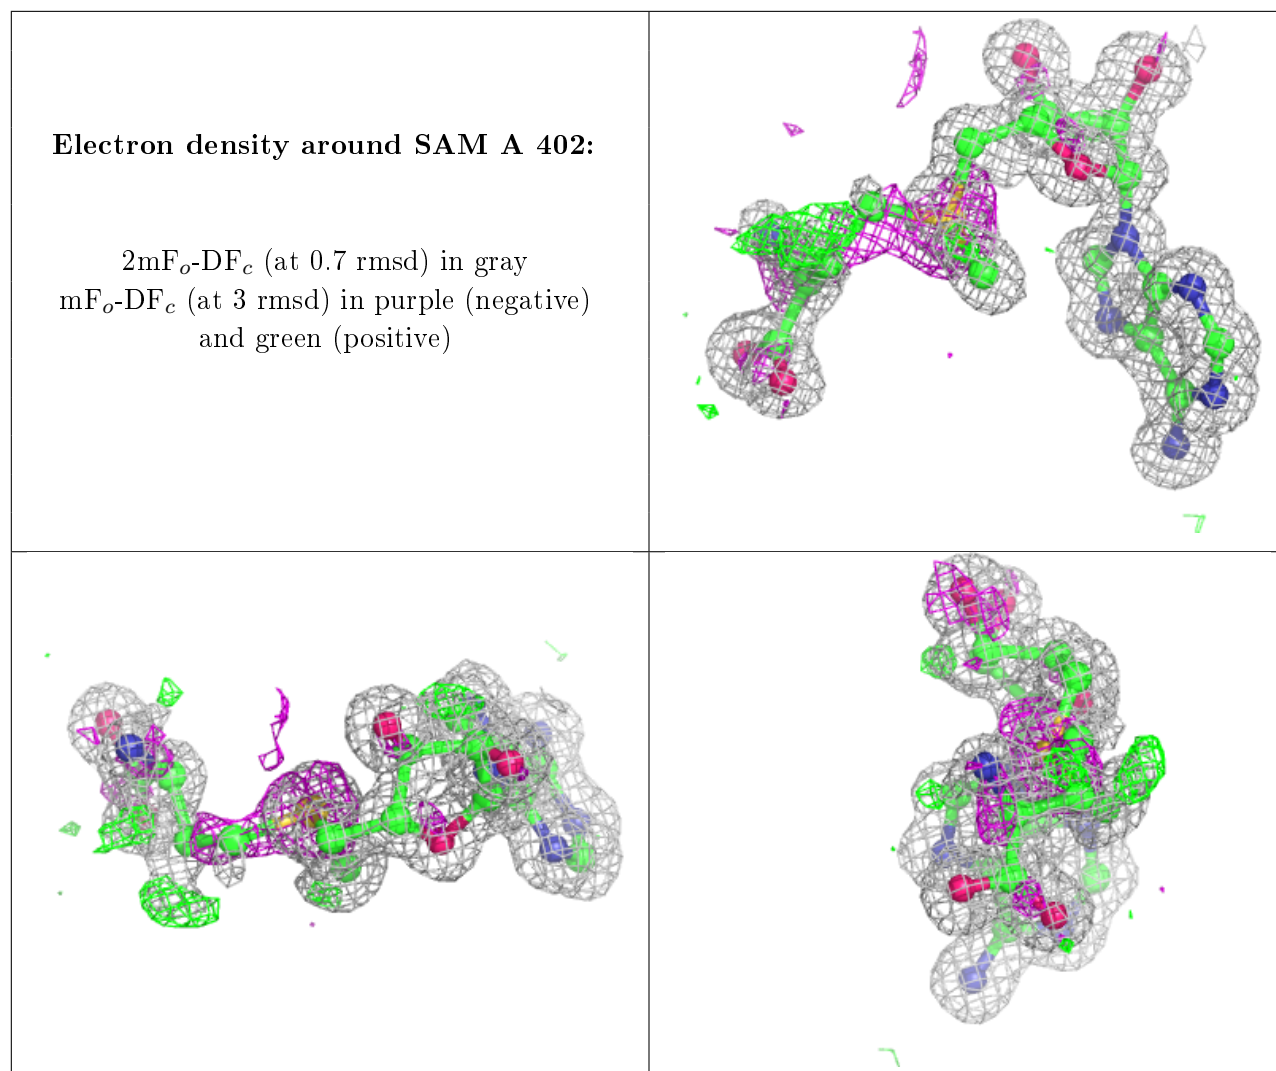 Electron density around SAM A 402:
2mFo-DFc (at 0.7 rmsd) in gray
mFo-DFc (at 3 rmsd) in purple (negative)
and green (positive)